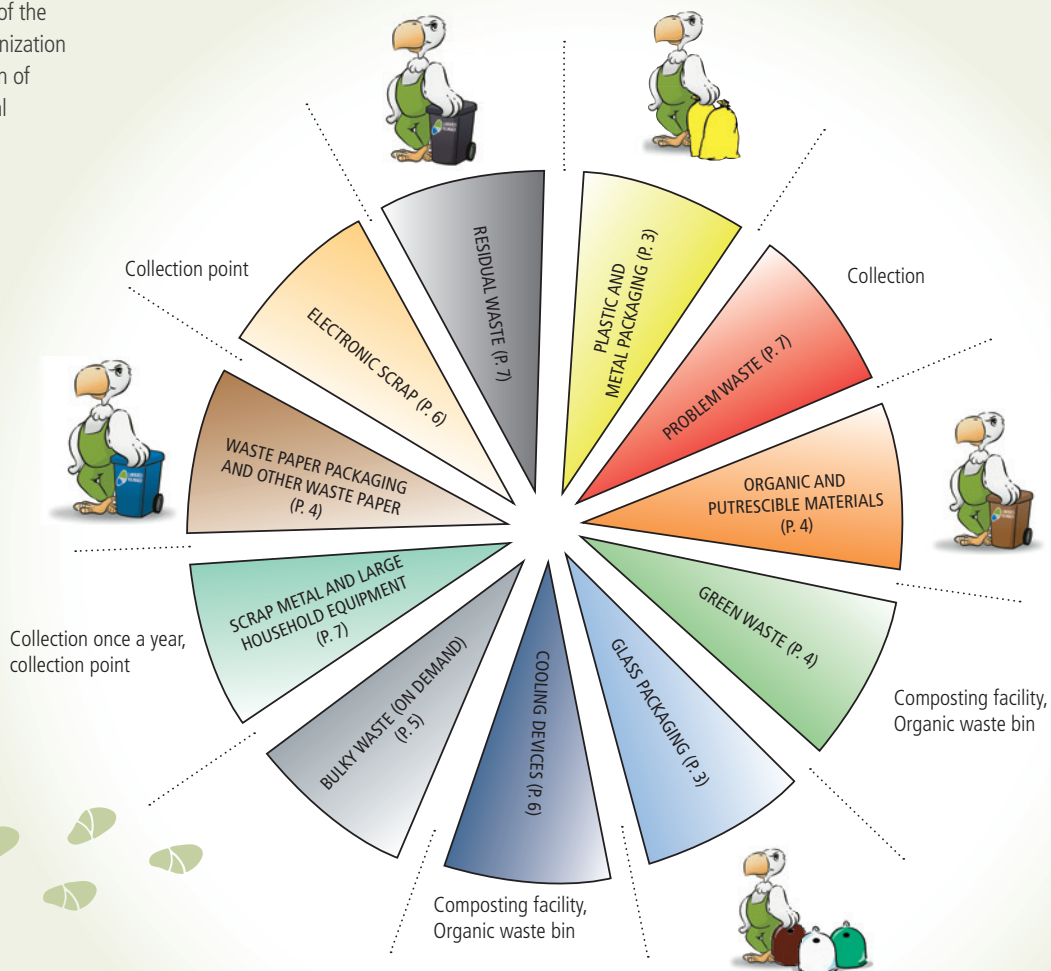 of the
nization
n of
al
RESIDUAL WASTE (P. 7)
PLASTIC AND
METAL PACKAGING (P. 3)
Collection
PROBLEM WASTE (P. 7)
ORGANIC AND
PUTRESCIBLE MATERIALS
(P. 4)
GREEN WASTE (P. 4)
Composting facility,
Organic waste bin
GLASS PACKAGING (P. 3)
COOLING DEVICES (P. 6)
Composting facility,
Organic waste bin
BULKY WASTE (ON DEMAND)
(P. 5)
SCRAP METAL AND LARGE
HOUSEHOLD EQUIPMENT
(P. 7)
Collection once a year,
collection point
WASTE PAPER PACKAGING
AND OTHER WASTE PAPER
(P. 4)
Collection point
ELECTRONIC SCRAP (P. 6)